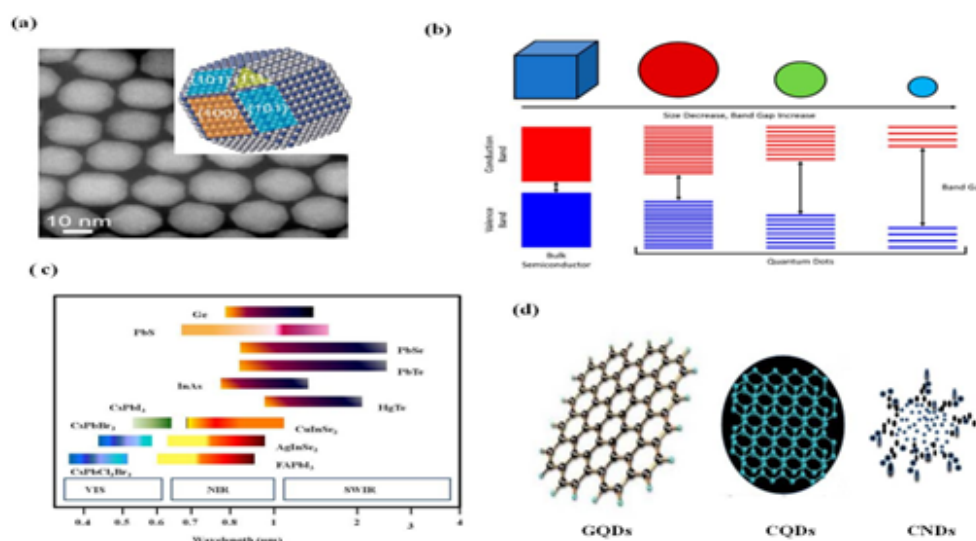 (a)
(101)
(100)
(101)
10 nm
(b)
Size Decrease, Band Gap Increase
Conduction
Band
Valence
Band
Bulk
Semiconductor
Quantum Dots
Band Ga
( c)
Ge
PbS
PbSe
PbTe
InAs
HgTe
CsPbI3
CsPbBr3
CuInSe2
AgInSe2
FAPbI3
VIS
NIR
SWIR
0.4
0.5
0.6
0.7
0.8
1
2
3
4
(d)
GQDs
CQDs
CNDs